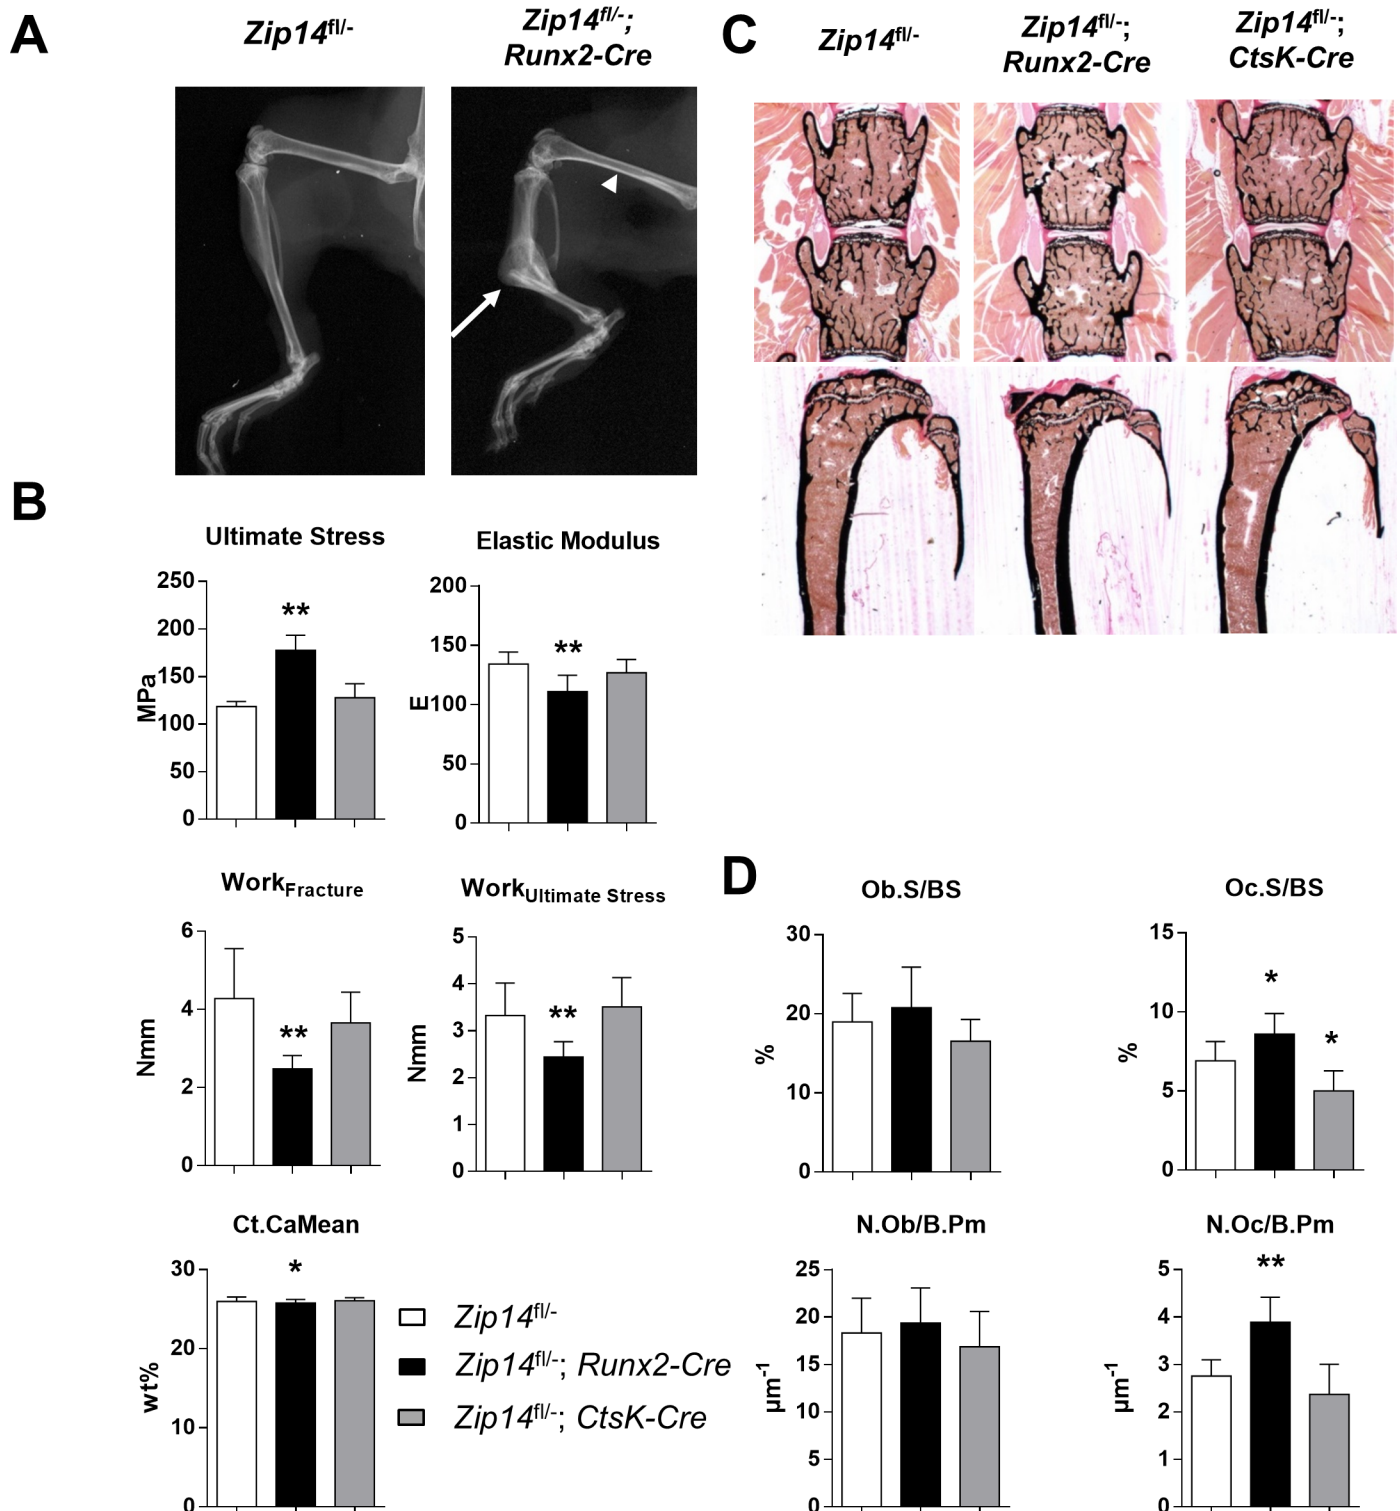 A
Zip14fl/-
Zip14fl/-;
Runx2-Cre
C
Zip14fl/-
Zip14fl/-;
Runx2-Cre
Zip14fl/-;
CtsK-Cre
B
Ultimate Stress
250
200
150
100
50
0
MPa
**
Elastic Modulus
200
150
100
50
0
E
**
WorkFracture
6
4
2
0
Nmm
**
WorkUltimate Stress
5
4
3
2
1
0
Nmm
**
Ct.CaMean
30
20
10
0
wt%
*
Zip14fl/-
Zip14fl/-; Runx2-Cre
Zip14fl/-; CtsK-Cre
D
Ob.S/BS
30
20
10
0
%
Oc.S/BS
15
10
5
0
%
*
*
N.Ob/B.Pm
25
20
15
10
5
0
µm-1
N.Oc/B.Pm
5
4
3
2
1
0
µm-1
**